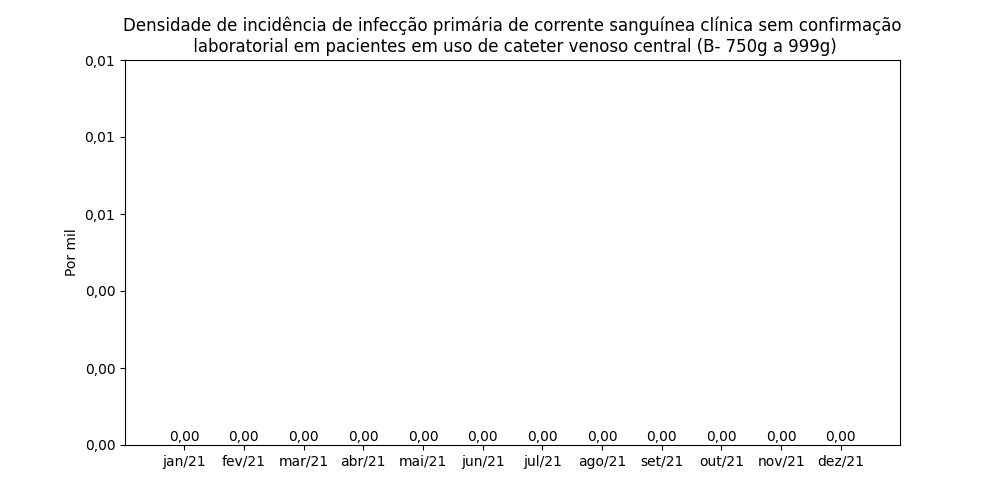 Densidade de incidência de infecção primária de corrente sanguínea clínica sem confirmação
laboratorial em pacientes em uso de cateter venoso central (B- 750g a 999g)
0,01
0,01
0,01
0,00
0,00
0,00
Por mil
0,00 0,00 0,00 0,00 0,00 0,00 0,00 0,00 0,00 0,00 0,00 0,00
jan/21 fev/21 mar/21 abr/21 mai/21 jun/21 jul/21 ago/21 set/21 out/21 nov/21 dez/21